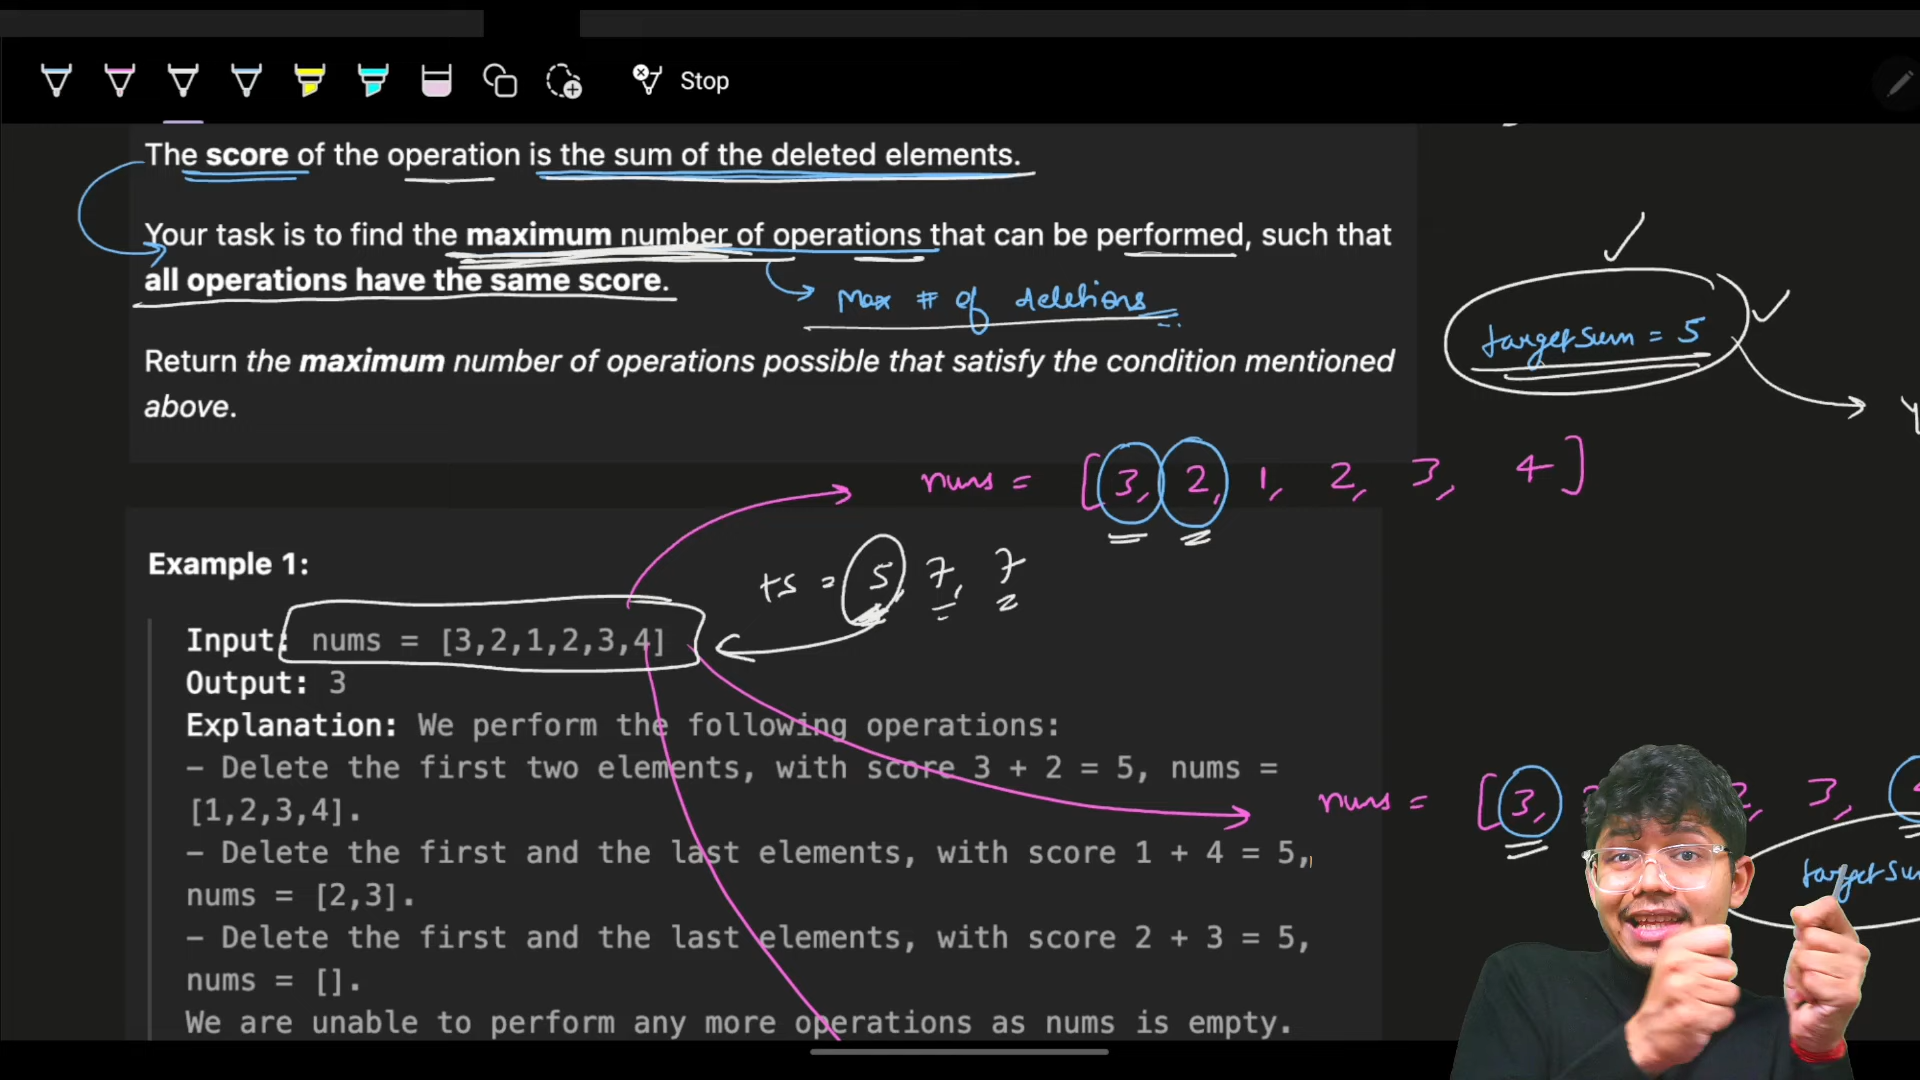 Stop
The score of the operation is the sum of the deleted elements.
Your task is to find the maximum number of operations that can be performed, such that
all operations have the same score.
Max # of deletions
targetsum = 5
Return the maximum number of operations possible that satisfy the condition mentioned
above.
nums = [3, 2, 1, 2, 3, 4]
Example 1:
ts = 5, 7, 7
Input: nums = [3,2,1,2,3,4]
Output: 3
Explanation: We perform the following operations:
- Delete the first two elements, with score 3 + 2 = 5, nums =
[1,2,3,4].
nums = [3, 2, 3,
- Delete the first and the last elements, with score 1 + 4 = 5,
nums = [2,3].
targetsu
- Delete the first and the last elements, with score 2 + 3 = 5,
nums = [].
We are unable to perform any more operations as nums is empty.